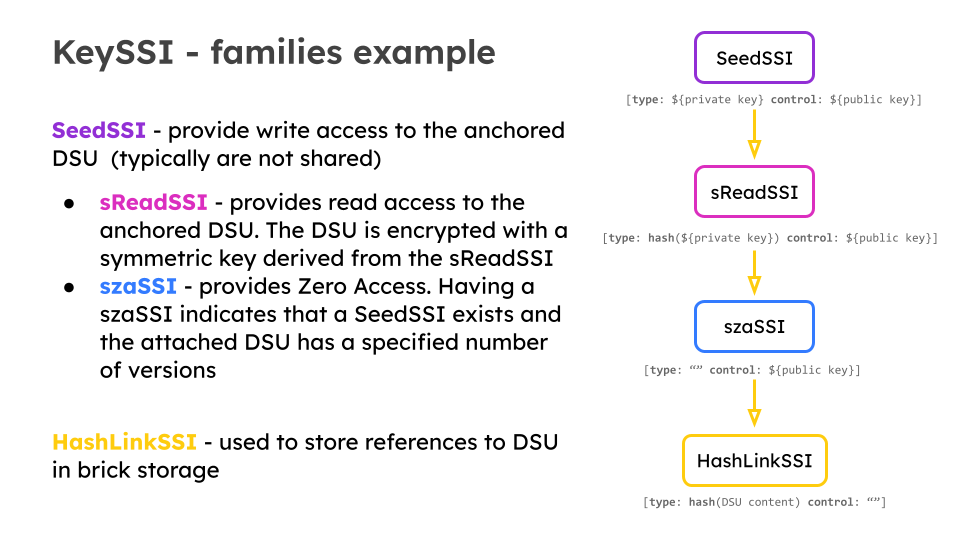 KeySSI - families example
SeedSSI - provide write access to the anchored
DSU (typically are not shared)
● sReadSSI - provides read access to the
anchored DSU. The DSU is encrypted with a
symmetric key derived from the sReadSSI
● szaSSI - provides Zero Access. Having a
szaSSI indicates that a SeedSSI exists and
the attached DSU has a specified number
of versions
HashLinkSSI - used to store references to DSU
in brick storage
SeedSSI
[type: ${private key} control: ${public key}]
sReadSSI
[type: hash(${private key}) control: ${public key}]
szaSSI
[type: “” control: ${public key}]
HashLinkSSI
[type: hash(DSU content) control: “”]